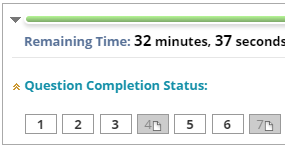 Remaining Time: 32 minutes, 37 seconds
Question Completion Status:
1 2 3 4 5 6 7